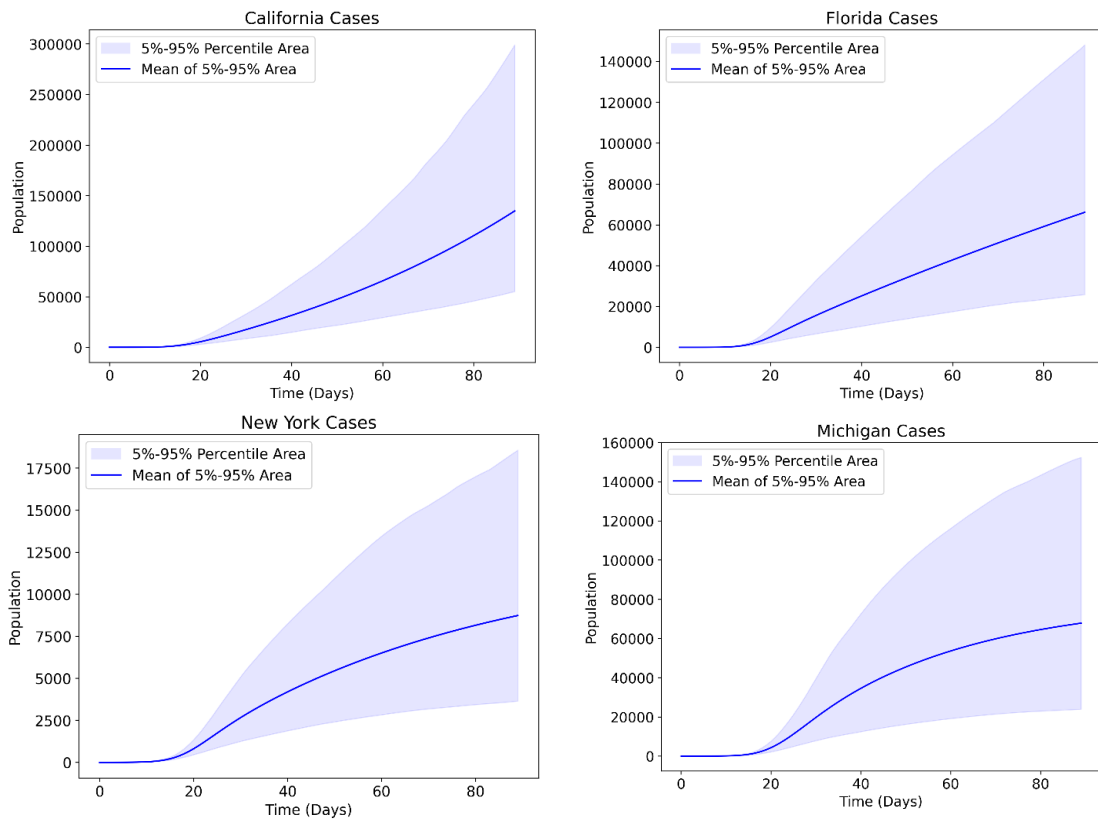 California Cases
300000
250000
200000
150000
100000
50000
0
Population
5%-95% Percentile Area
Mean of 5%-95% Area
0 20 40 60 80
Time (Days)
Florida Cases
140000
120000
100000
80000
60000
40000
20000
0
Population
5%-95% Percentile Area
Mean of 5%-95% Area
0 20 40 60 80
Time (Days)
New York Cases
17500
15000
12500
10000
7500
5000
2500
0
Population
5%-95% Percentile Area
Mean of 5%-95% Area
0 20 40 60 80
Time (Days)
Michigan Cases
160000
140000
120000
100000
80000
60000
40000
20000
0
Population
5%-95% Percentile Area
Mean of 5%-95% Area
0 20 40 60 80
Time (Days)